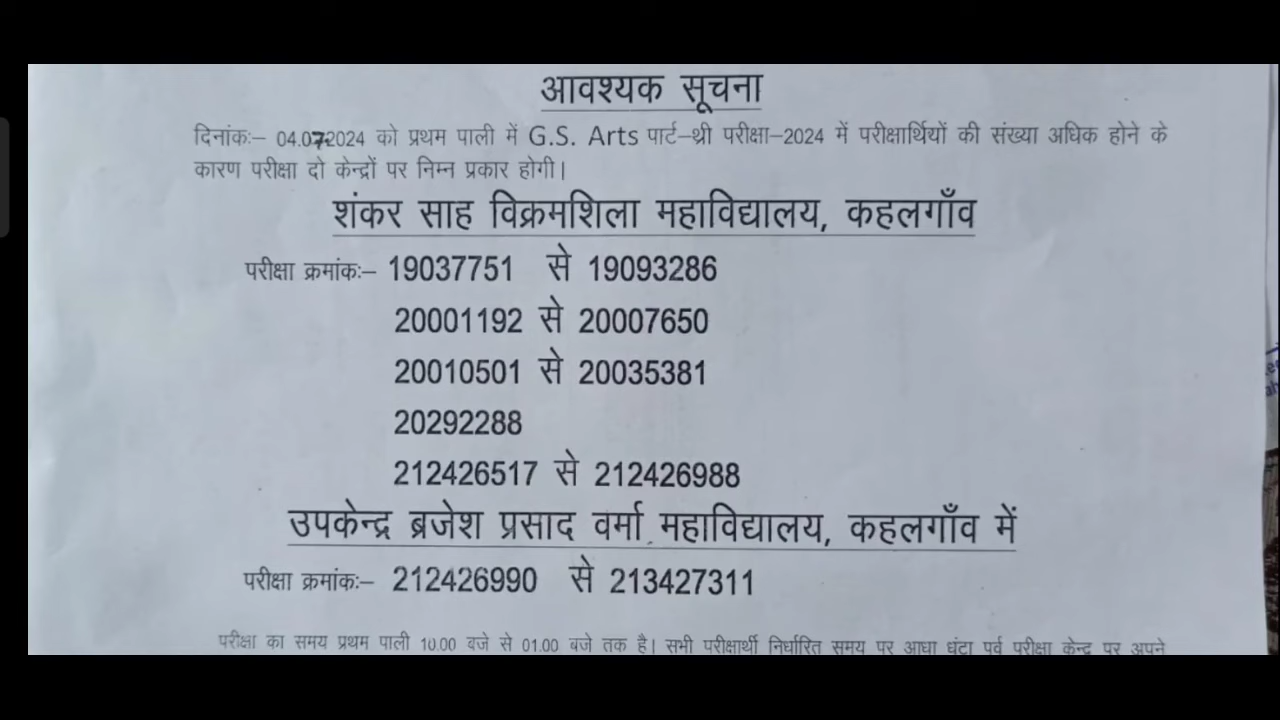 आवश्यक सूचना
दिनांकः– 04.07.2024 को प्रथम पाली में G.S. Arts पार्ट–थ्री परीक्षा–2024 में परीक्षार्थियों की संख्या अधिक होने के
कारण परीक्षा दो केन्द्रों पर निम्न प्रकार होगी।
शंकर साह विक्रमशिला महाविद्यालय, कहलगाँव
परीक्षा क्रमांकः– 19037751 से 19093286
20001192 से 20007650
20010501 से 20035381
20292288
212426517 से 212426988
उपकेन्द्र ब्रजेश प्रसाद वर्मा महाविद्यालय, कहलगाँव में
परीक्षा क्रमांकः– 212426990 से 213427311
परीक्षा का समय प्रथम पाली 10.00 बजे से 01.00 बजे तक है। सभी परीक्षार्थी निर्धारित समय पर आधा घंटा पूर्व परीक्षा केन्द्र पर अपने